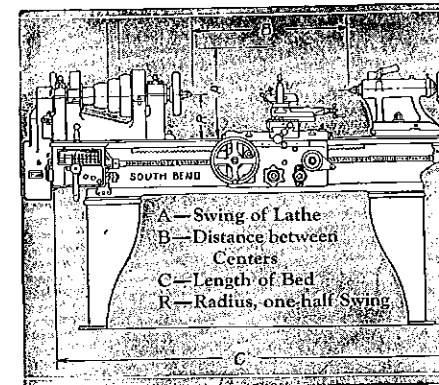 B
R
SOUTH BEND
A—Swing of Lathe
B—Distance between
Centers
C—Length of Bed
R—Radius, one-half Swing
C